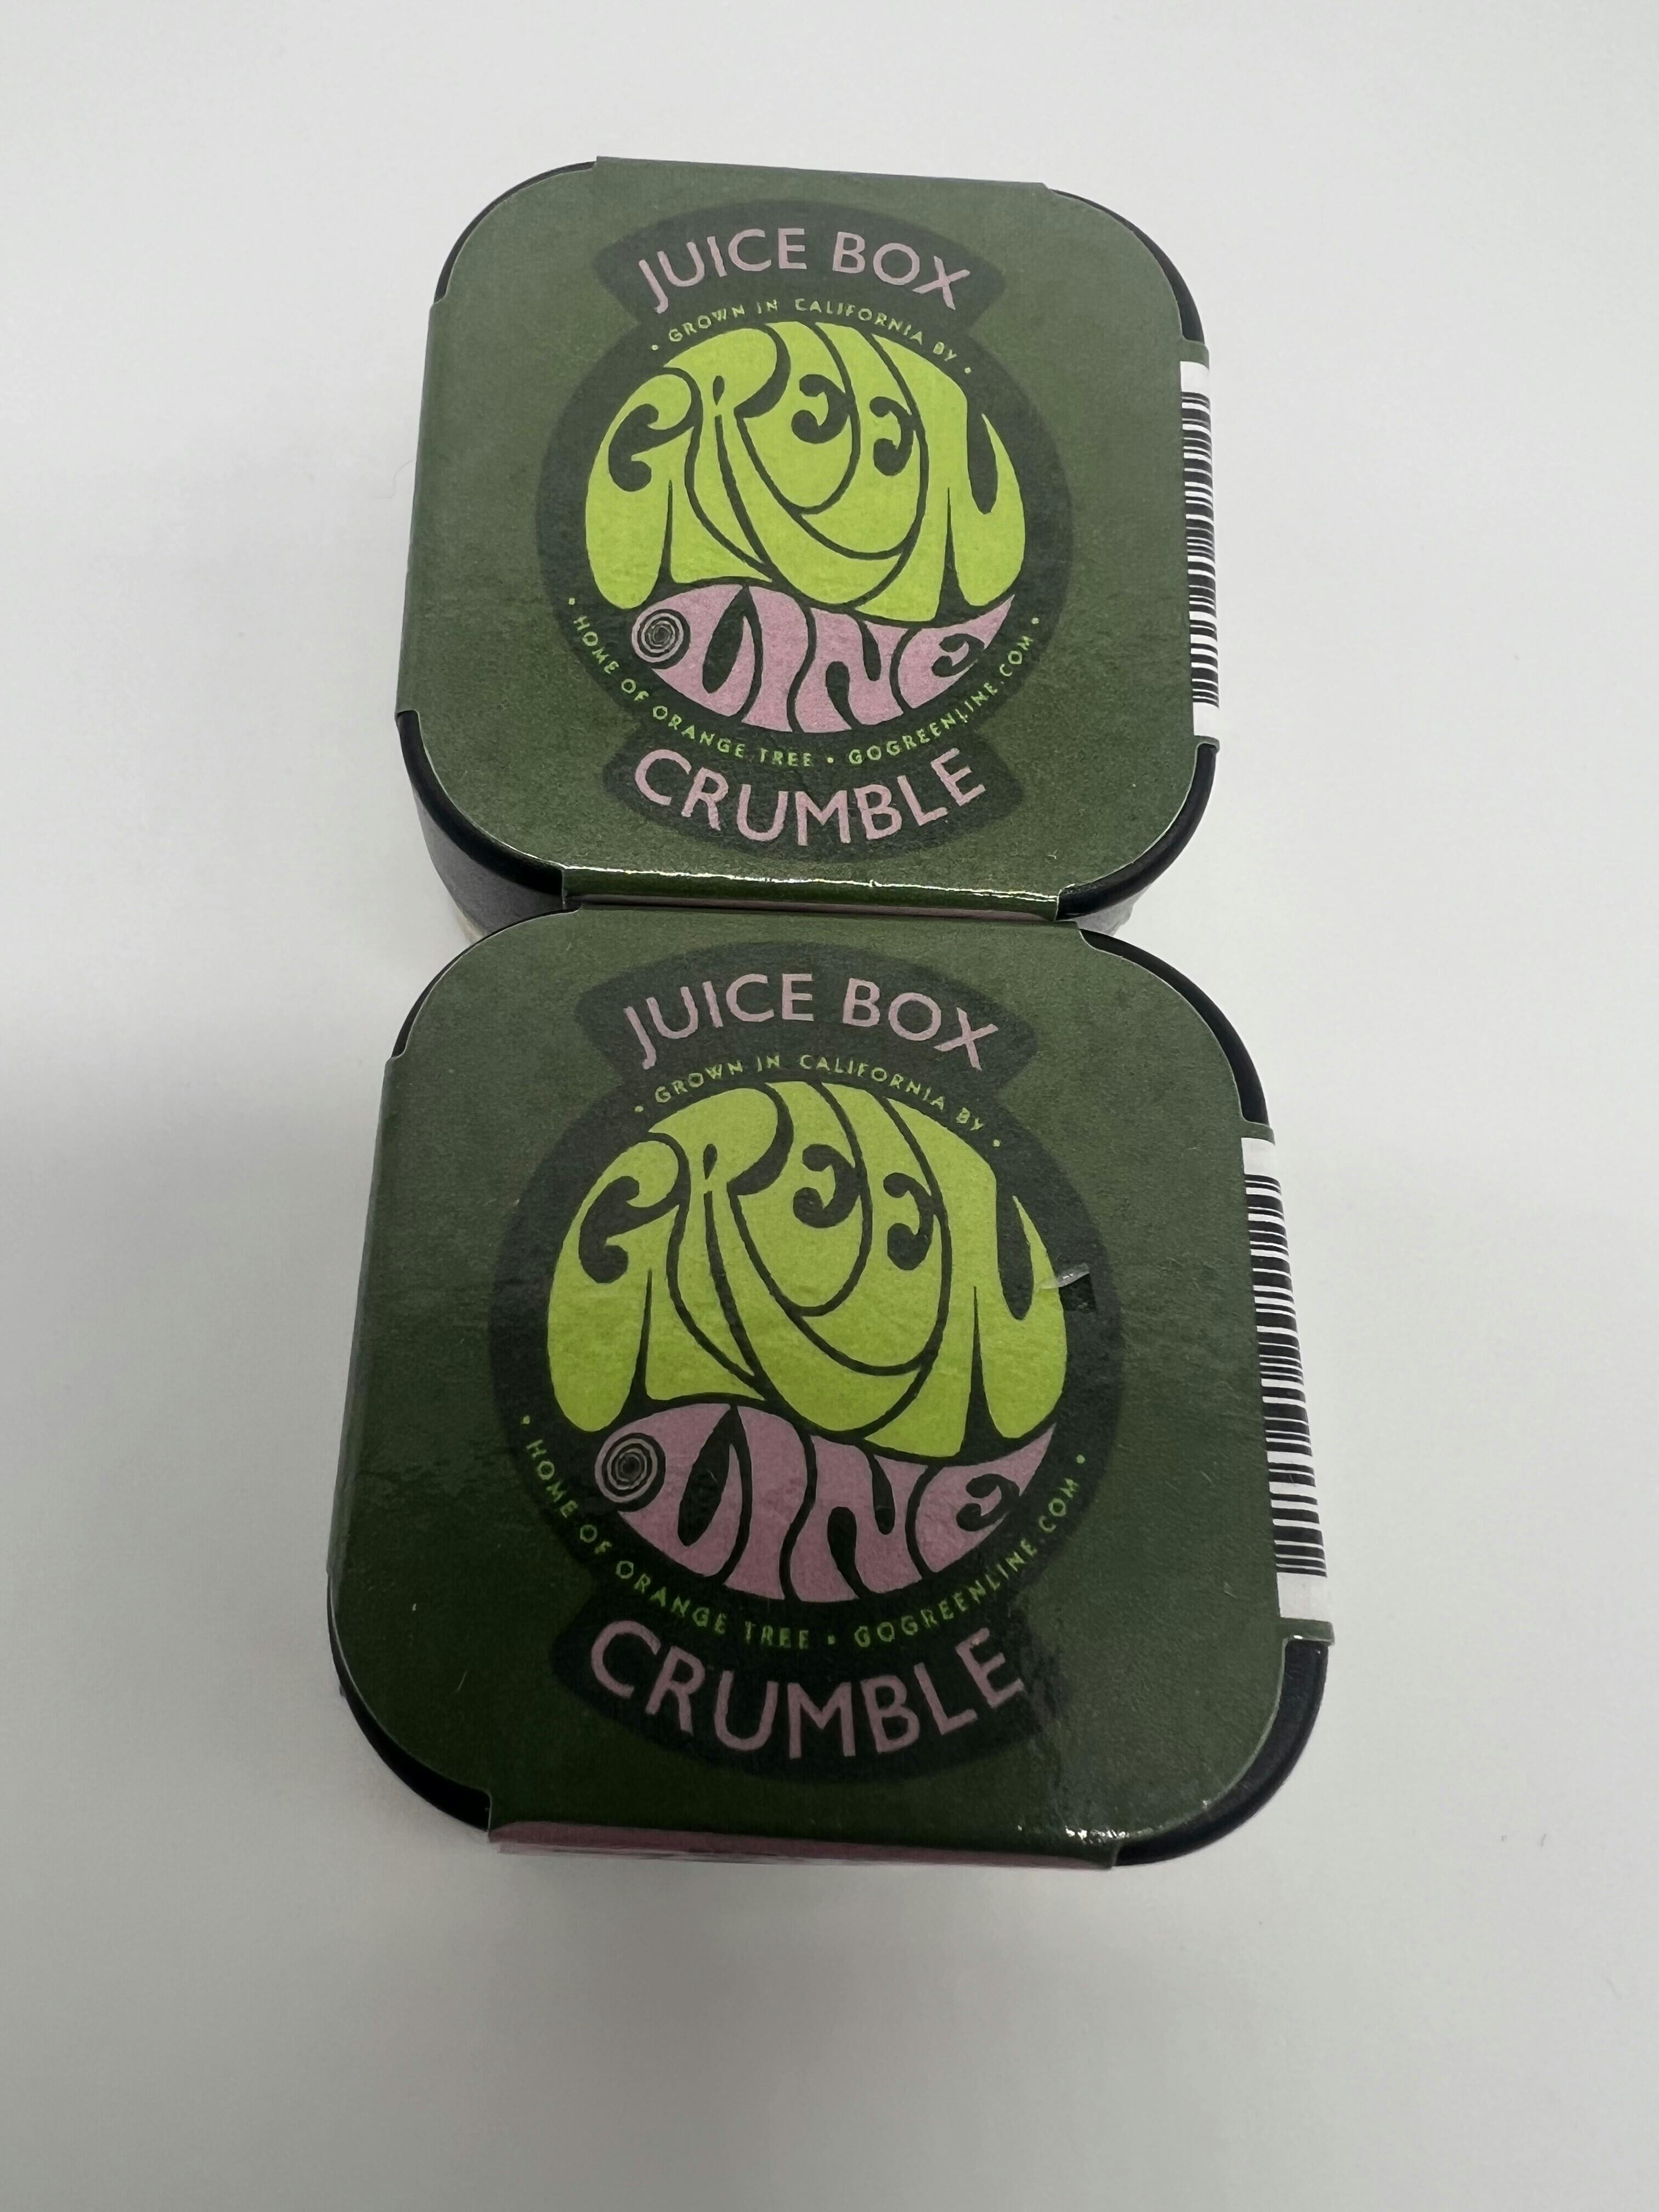 JUICE BOX
• GROWN IN CALIFORNIA BY •
GREEN
LINE
• HOME OF ORANGE TREE • GOGREENLINE.COM •
CRUMBLE
JUICE BOX
• GROWN IN CALIFORNIA BY •
GREEN
LINE
• HOME OF ORANGE TREE • GOGREENLINE.COM •
CRUMBLE